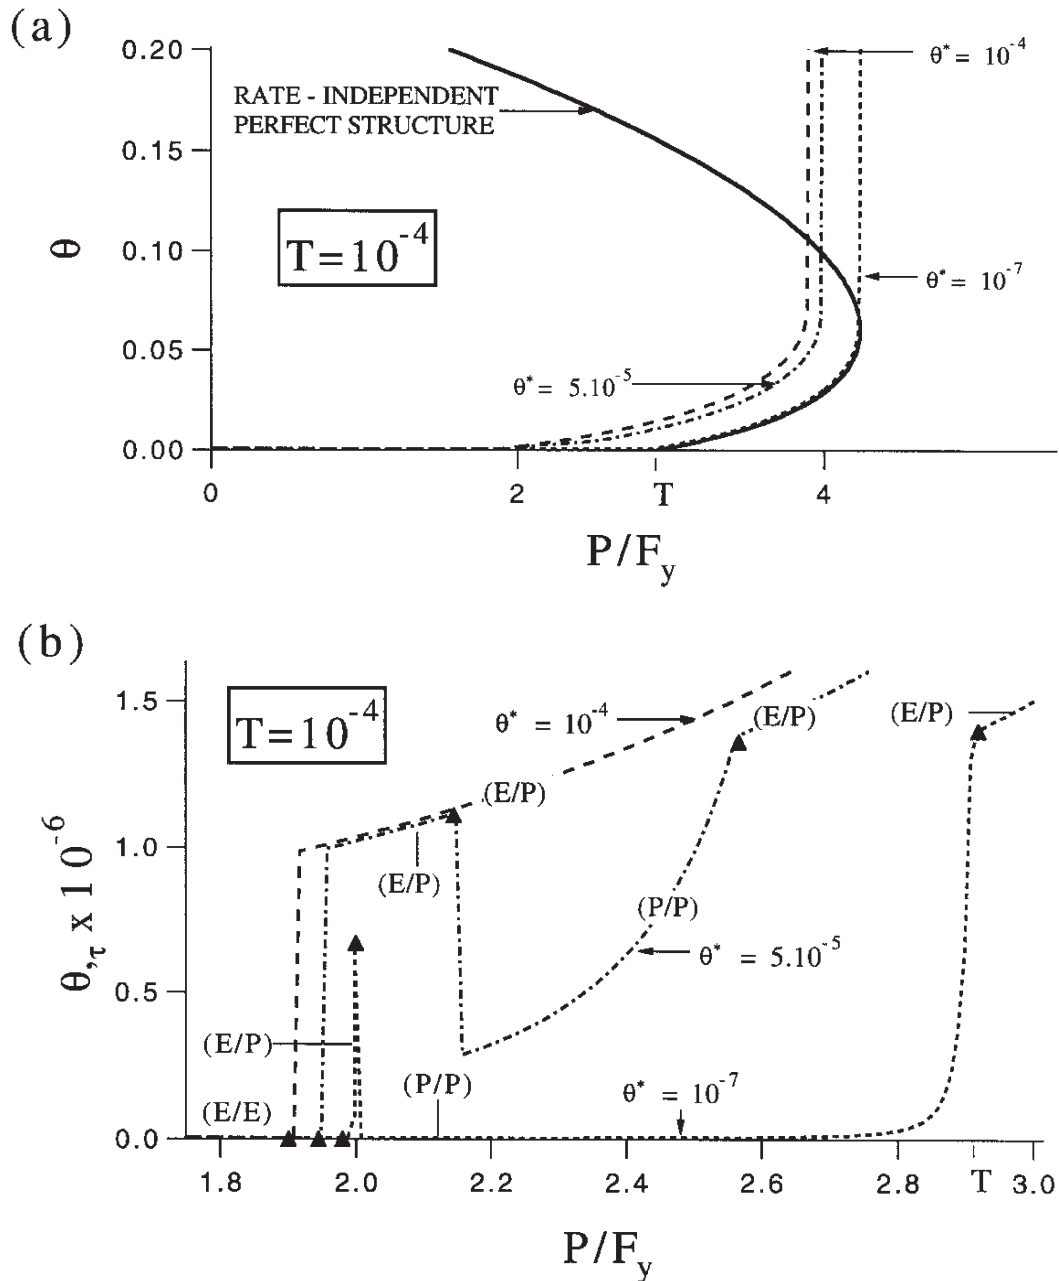 (a)
0.20
θ* = 10⁻⁴
RATE - INDEPENDENT
PERFECT STRUCTURE
0.15
T=10⁻⁴
θ
0.10
θ* = 10⁻⁷
0.05
θ* = 5.10⁻⁵
0.00
0 2 T 4
P/F_y
(b)
1.5
T=10⁻⁴
θ* = 10⁻⁴
(E/P)
(E/P)
(E/P)
1.0
(E/P)
(P/P)
θ,τ x 10⁻⁶
θ* = 5.10⁻⁵
0.5
(E/P)
(P/P)
θ* = 10⁻⁷
(E/E)
0.0
1.8 2.0 2.2 2.4 2.6 2.8 T 3.0
P/F_y